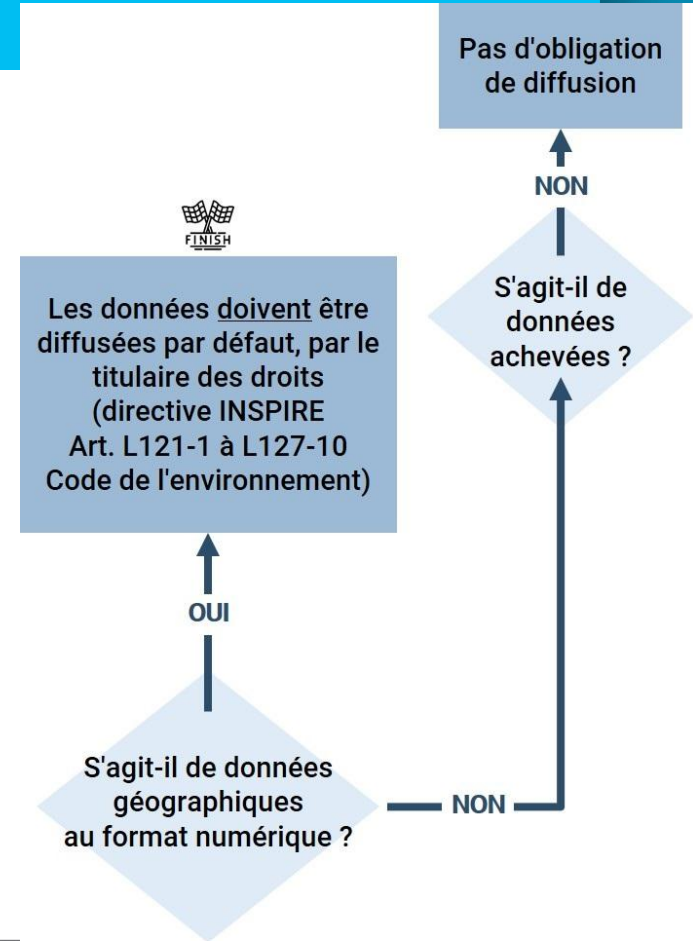 Pas d'obligation
de diffusion
NON
S'agit-il de
données
achevées ?
FINISH
Les données doivent être
diffusées par défaut, par le
titulaire des droits
(directive INSPIRE
Art. L121-1 à L127-10
Code de l'environnement)
OUI
S'agit-il de données
géographiques
au format numérique ?
NON